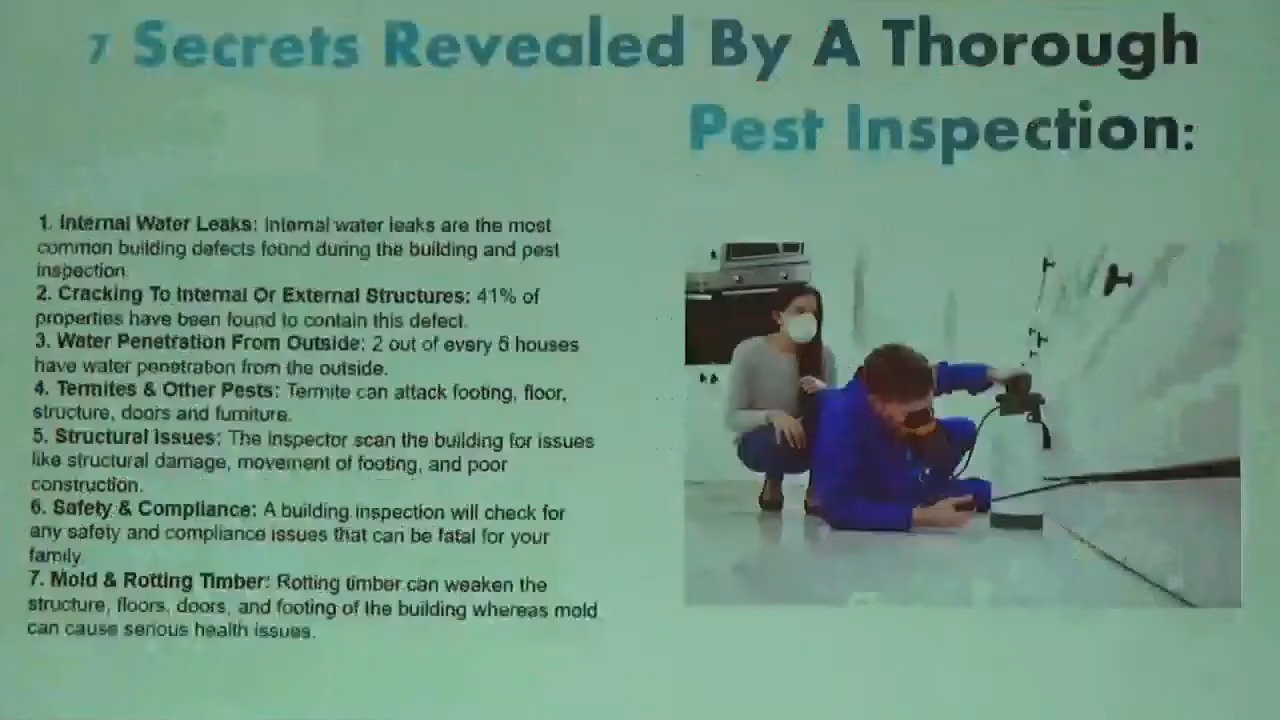 7 Secrets Revealed By A Thorough
Pest Inspection:
1. Internal Water Leaks: Internal water leaks are the most
common building defects found during the building and pest
inspection.
2. Cracking To Internal Or External Structures: 41% of
properties have been found to contain this defect.
3. Water Penetration From Outside: 2 out of every 5 houses
have water penetration from the outside.
4. Termites & Other Pests: Termite can attack footing, floor,
structure, doors and furniture.
5. Structural Issues: The inspector scan the building for issues
like structural damage, movement of footing, and poor
construction.
6. Safety & Compliance: A building inspection will check for
any safety and compliance issues that can be fatal for your
family.
7. Mold & Rotting Timber: Rotting timber can weaken the
structure, floors, doors, and footing of the building whereas mold
can cause serious health issues.